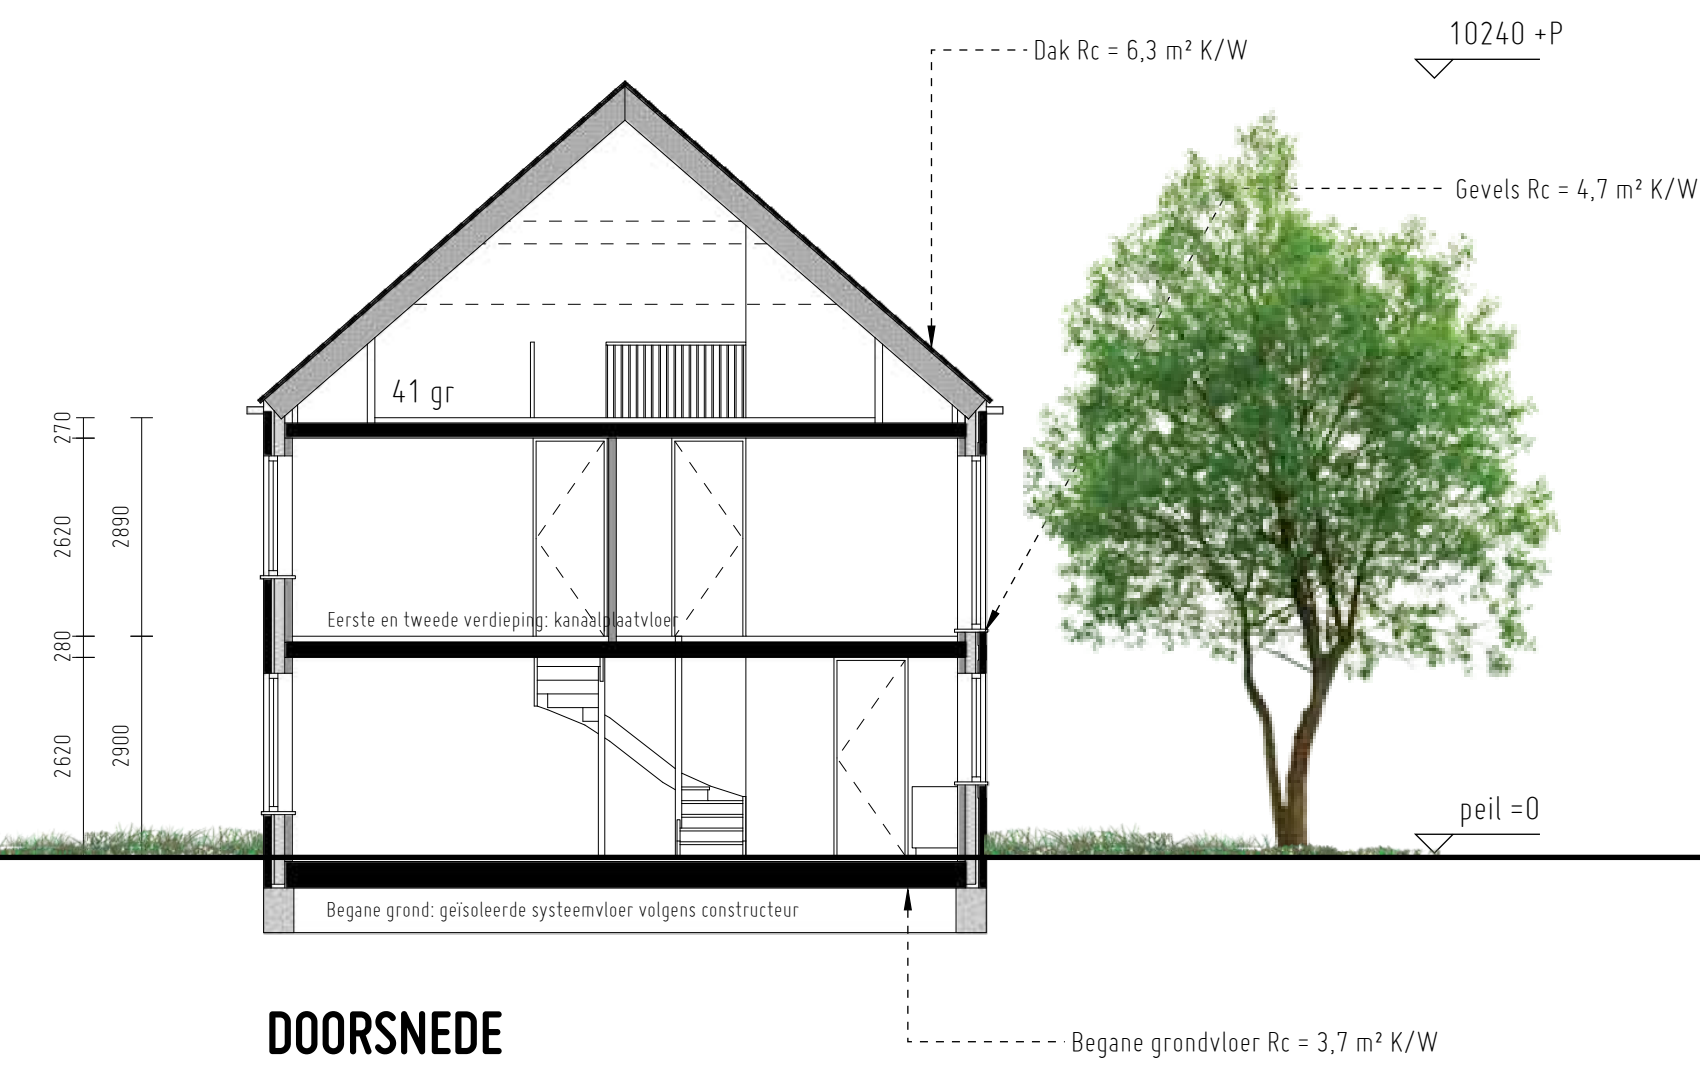 10240 +P
Dak Rc = 6,3 m² K/W
Gevels Rc = 4,7 m² K/W
41 gr
270
2620
2890
280
2620
2900
Eerste en tweede verdieping: kanaalplaatvloer
peil =0
Begane grond: geïsoleerde systeemvloer volgens constructeur
DOORSNEDE
Begane grondvloer Rc = 3,7 m² K/W